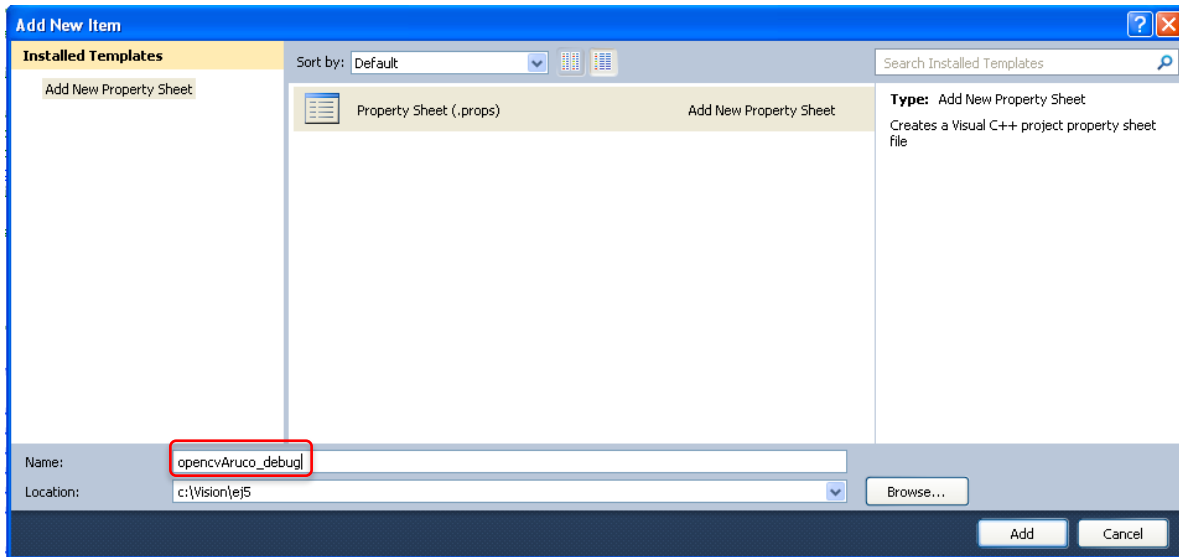 Add New Item
Installed Templates
Add New Property Sheet
Sort by: Default
Search Installed Templates
Property Sheet (.props) Add New Property Sheet
Type: Add New Property Sheet
Creates a Visual C++ project property sheet
file
Name: opencvAruco_debug
Location: c:\Vision\ej5
Browse...
Add Cancel